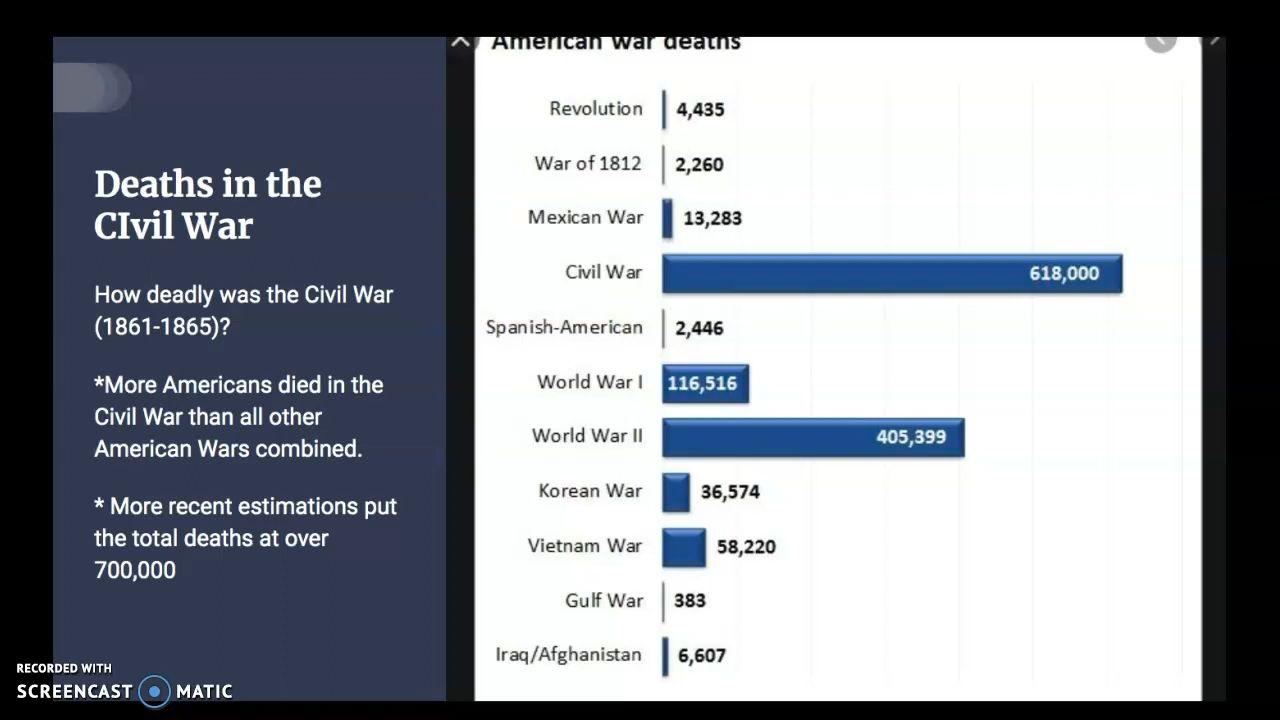 Deaths in the
CIvil War
How deadly was the Civil War
(1861-1865)?
*More Americans died in the
Civil War than all other
American Wars combined.
* More recent estimations put
the total deaths at over
700,000
American War deaths
Revolution 4,435
War of 1812 2,260
Mexican War 13,283
Civil War 618,000
Spanish-American 2,446
World War I 116,516
World War II 405,399
Korean War 36,574
Vietnam War 58,220
Gulf War 383
Iraq/Afghanistan 6,607
RECORDED WITH
SCREENCAST MATIC